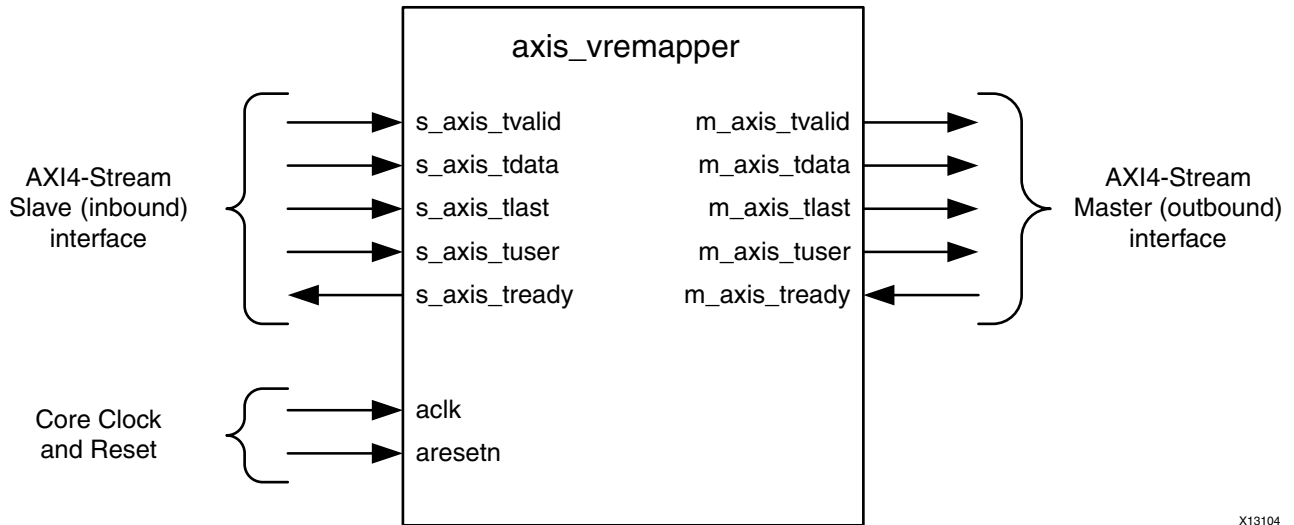 axis_vremapper
AXI4-Stream
Slave (inbound)
interface
s_axis_tvalid
s_axis_tdata
s_axis_tlast
s_axis_tuser
s_axis_tready
m_axis_tvalid
m_axis_tdata
m_axis_tlast
m_axis_tuser
m_axis_tready
AXI4-Stream
Master (outbound)
interface
Core Clock
and Reset
aclk
aresetn
X13104